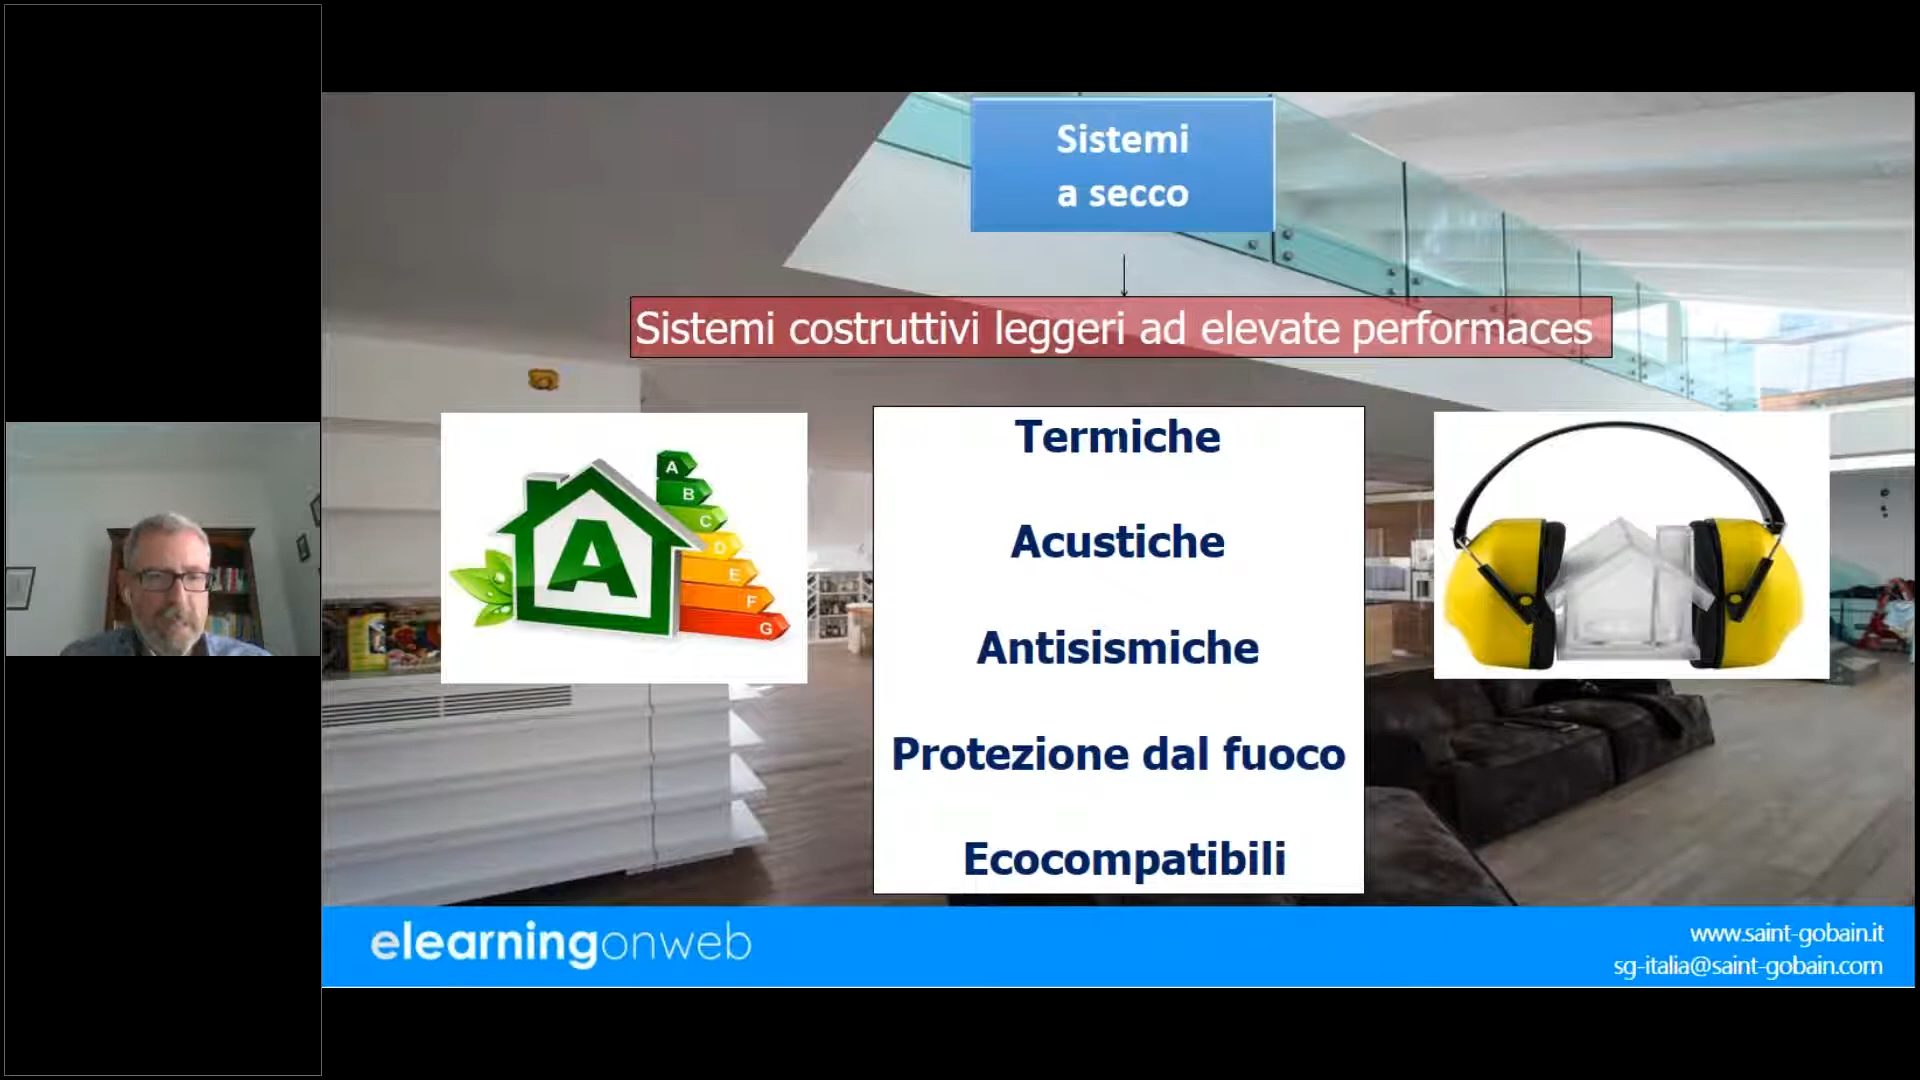 Sistemi
a secco
Sistemi costruttivi leggeri ad elevate performaces
A
A
B
C
D
E
F
G
Termiche
Acustiche
Antisismiche
Protezione dal fuoco
Ecocompatibili
elearningonweb
www.saint-gobain.it
sg-italia@saint-gobain.com